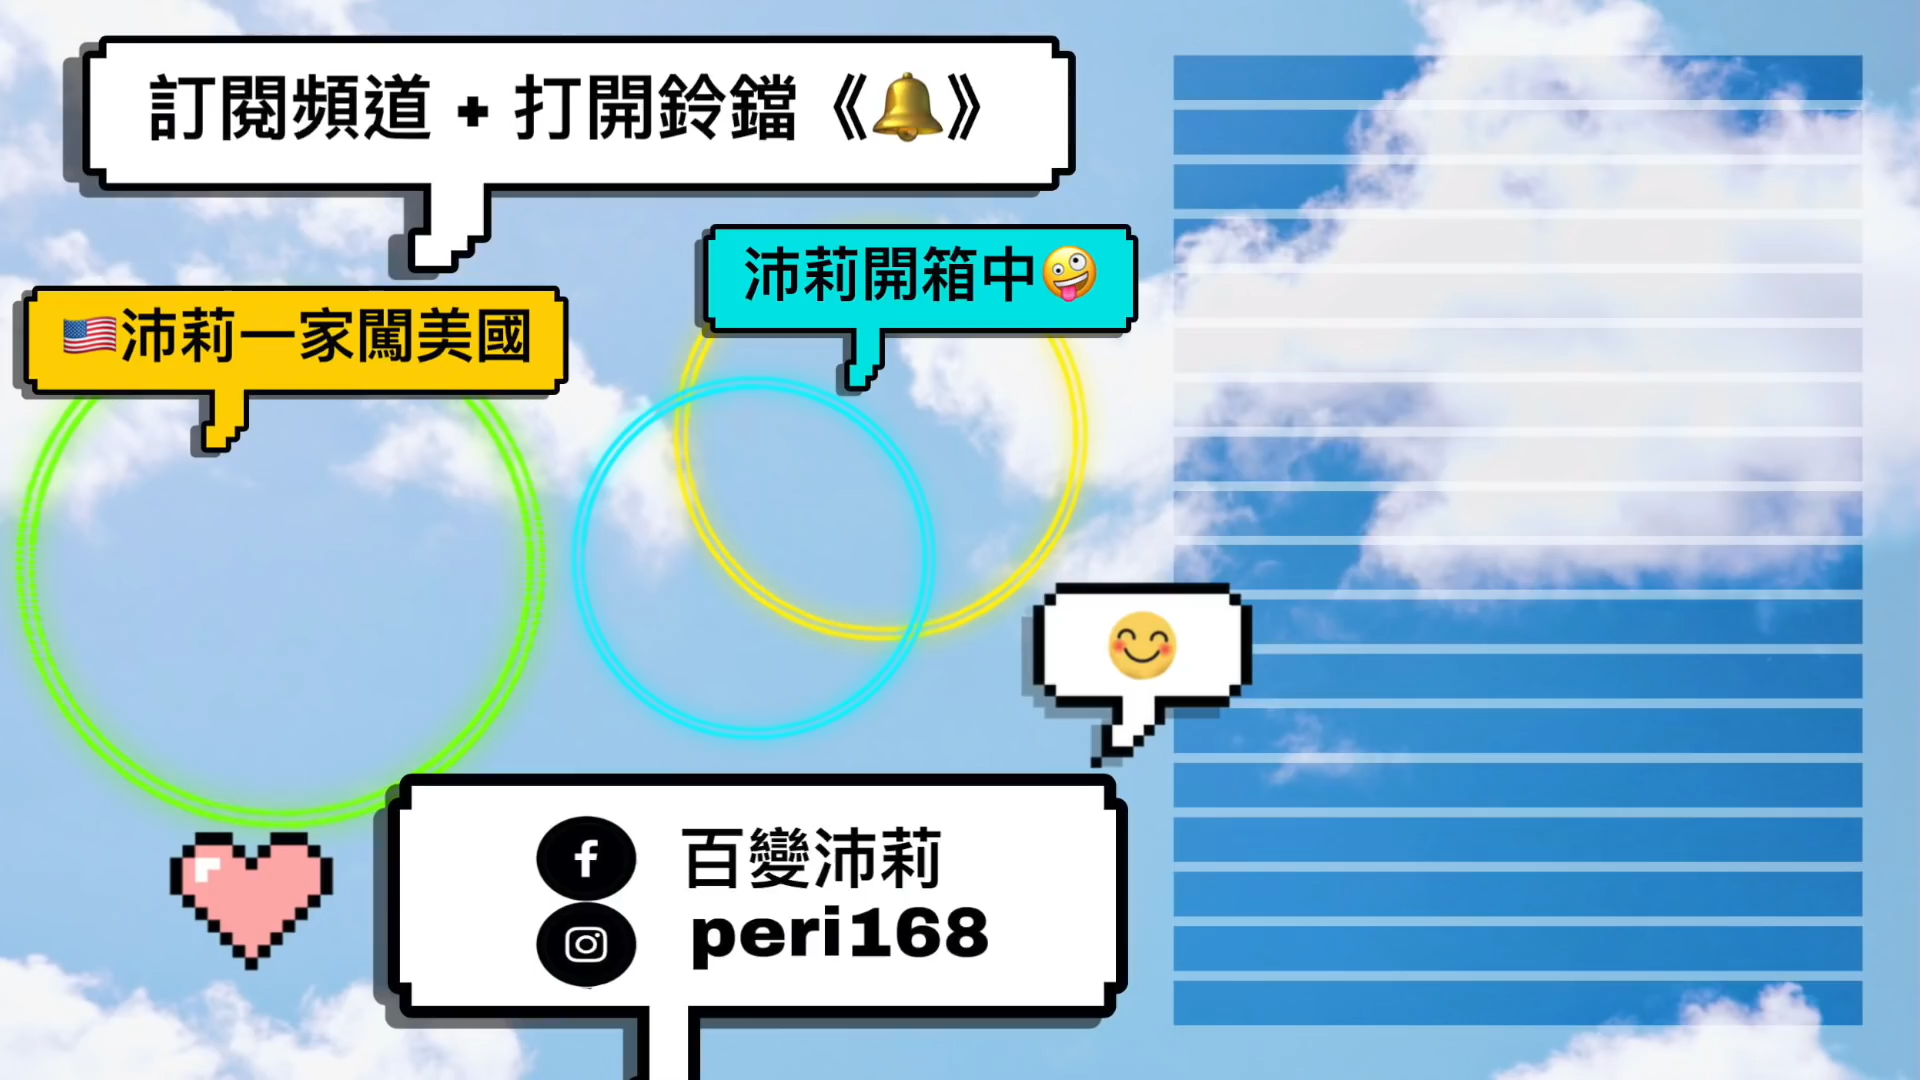 訂閱頻道 + 打開鈴鐺《🔔》
沛莉開箱中🤪
🇺🇸沛莉一家闖美國
😊
百變沛莉
peri168